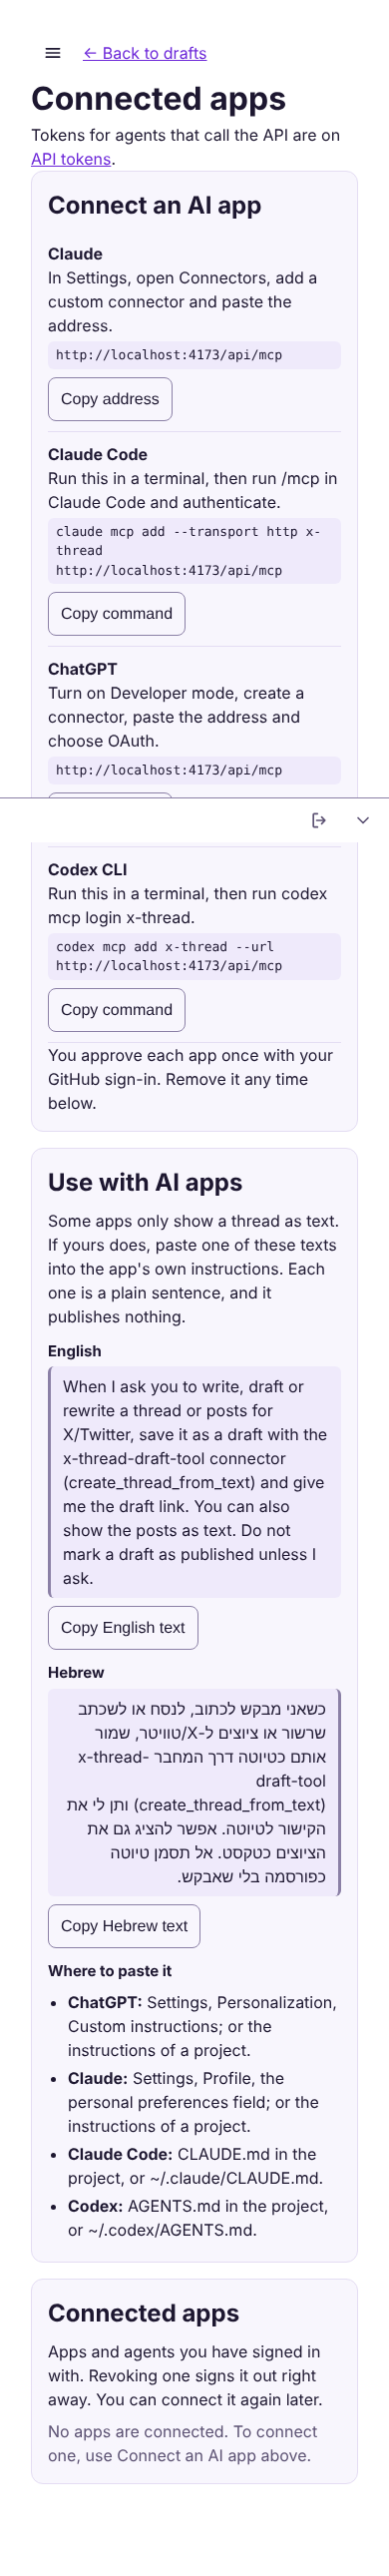 ← Back to drafts
Connected apps
Tokens for agents that call the API are on
API tokens.
Connect an AI app
Claude
In Settings, open Connectors, add a
custom connector and paste the
address.
http://localhost:4173/api/mcp
Copy address
Claude Code
Run this in a terminal, then run /mcp in
Claude Code and authenticate.
claude mcp add --transport http x-
thread
http://localhost:4173/api/mcp
Copy command
ChatGPT
Turn on Developer mode, create a
connector, paste the address and
choose OAuth.
http://localhost:4173/api/mcp
Codex CLI
Run this in a terminal, then run codex
mcp login x-thread.
codex mcp add x-thread --url
http://localhost:4173/api/mcp
Copy command
You approve each app once with your
GitHub sign-in. Remove it any time
below.
Use with AI apps
Some apps only show a thread as text.
If yours does, paste one of these texts
into the app's own instructions. Each
one is a plain sentence, and it
publishes nothing.
English
When I ask you to write, draft or
rewrite a thread or posts for
X/Twitter, save it as a draft with the
x-thread-draft-tool connector
(create_thread_from_text) and give
me the draft link. You can also
show the posts as text. Do not
mark a draft as published unless I
ask.
Copy English text
Hebrew
כשאני מבקש לכתוב, לנסח או לשכתב
שרשור או ציוצים ל-X/טוויטר, שמור
אותם כטיוטה דרך המחבר x-thread-
draft-tool
(create_thread_from_text) ותן לי את
הקישור לטיוטה. אפשר להציג גם את
הציוצים כטקסט. אל תסמן טיוטה
כפורסמה בלי שאבקש.
Copy Hebrew text
Where to paste it
• ChatGPT: Settings, Personalization,
Custom instructions; or the
instructions of a project.
• Claude: Settings, Profile, the
personal preferences field; or the
instructions of a project.
• Claude Code: CLAUDE.md in the
project, or ~/.claude/CLAUDE.md.
• Codex: AGENTS.md in the project,
or ~/.codex/AGENTS.md.
Connected apps
Apps and agents you have signed in
with. Revoking one signs it out right
away. You can connect it again later.
No apps are connected. To connect
one, use Connect an AI app above.